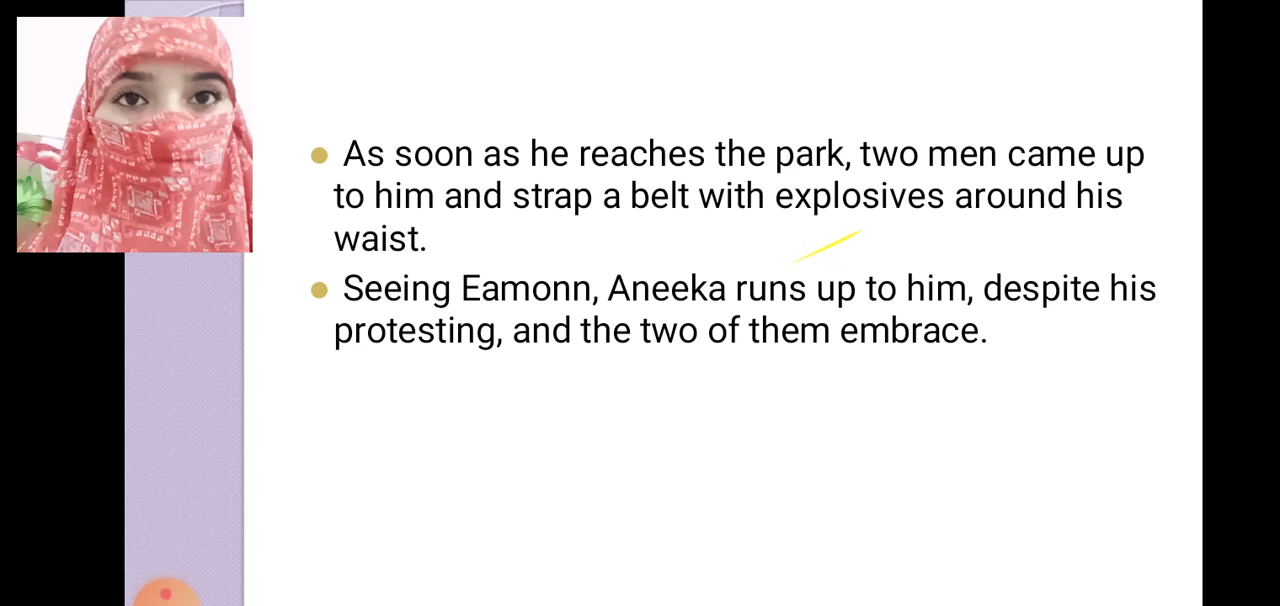 As soon as he reaches the park, two men came up
to him and strap a belt with explosives around his
waist.
Seeing Eamonn, Aneeka runs up to him, despite his
protesting, and the two of them embrace.